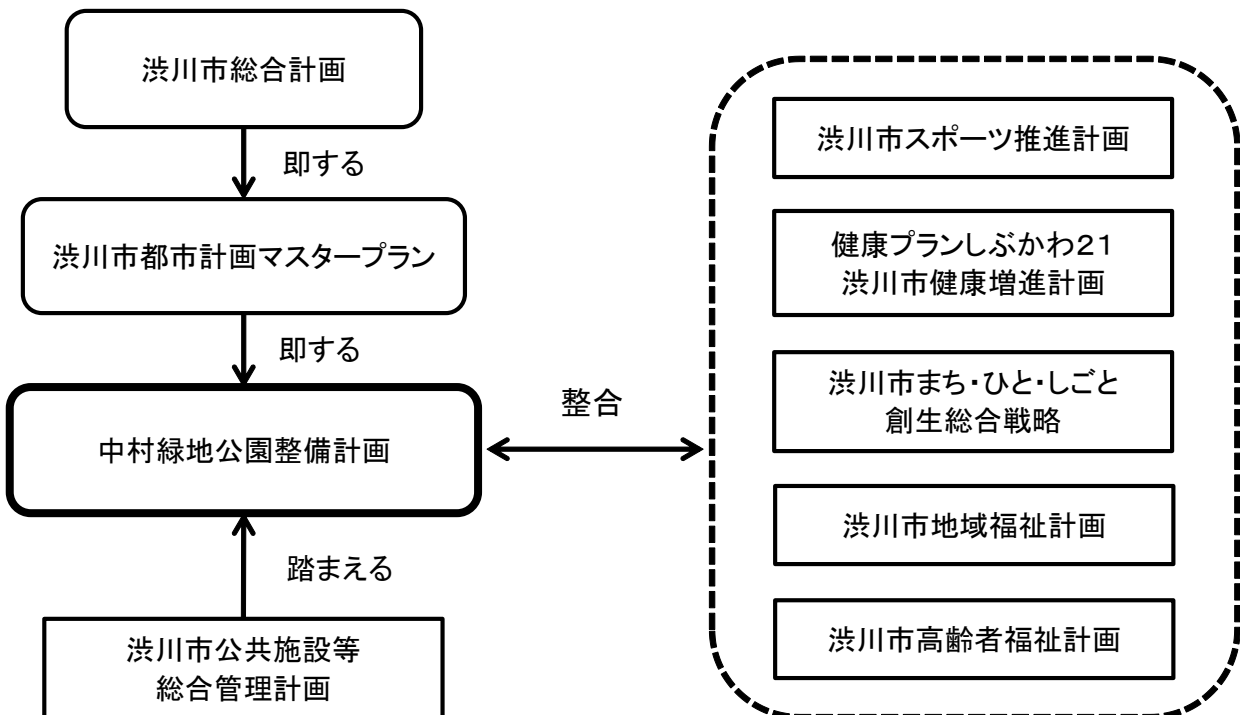 渋川市総合計画
即する
渋川市都市計画マスタープラン
即する
中村緑地公園整備計画
踏まえる
渋川市公共施設等
総合管理計画
整合
渋川市スポーツ推進計画
健康プランしぶかわ２１
渋川市健康増進計画
渋川市まち・ひと・しごと
創生総合戦略
渋川市地域福祉計画
渋川市高齢者福祉計画